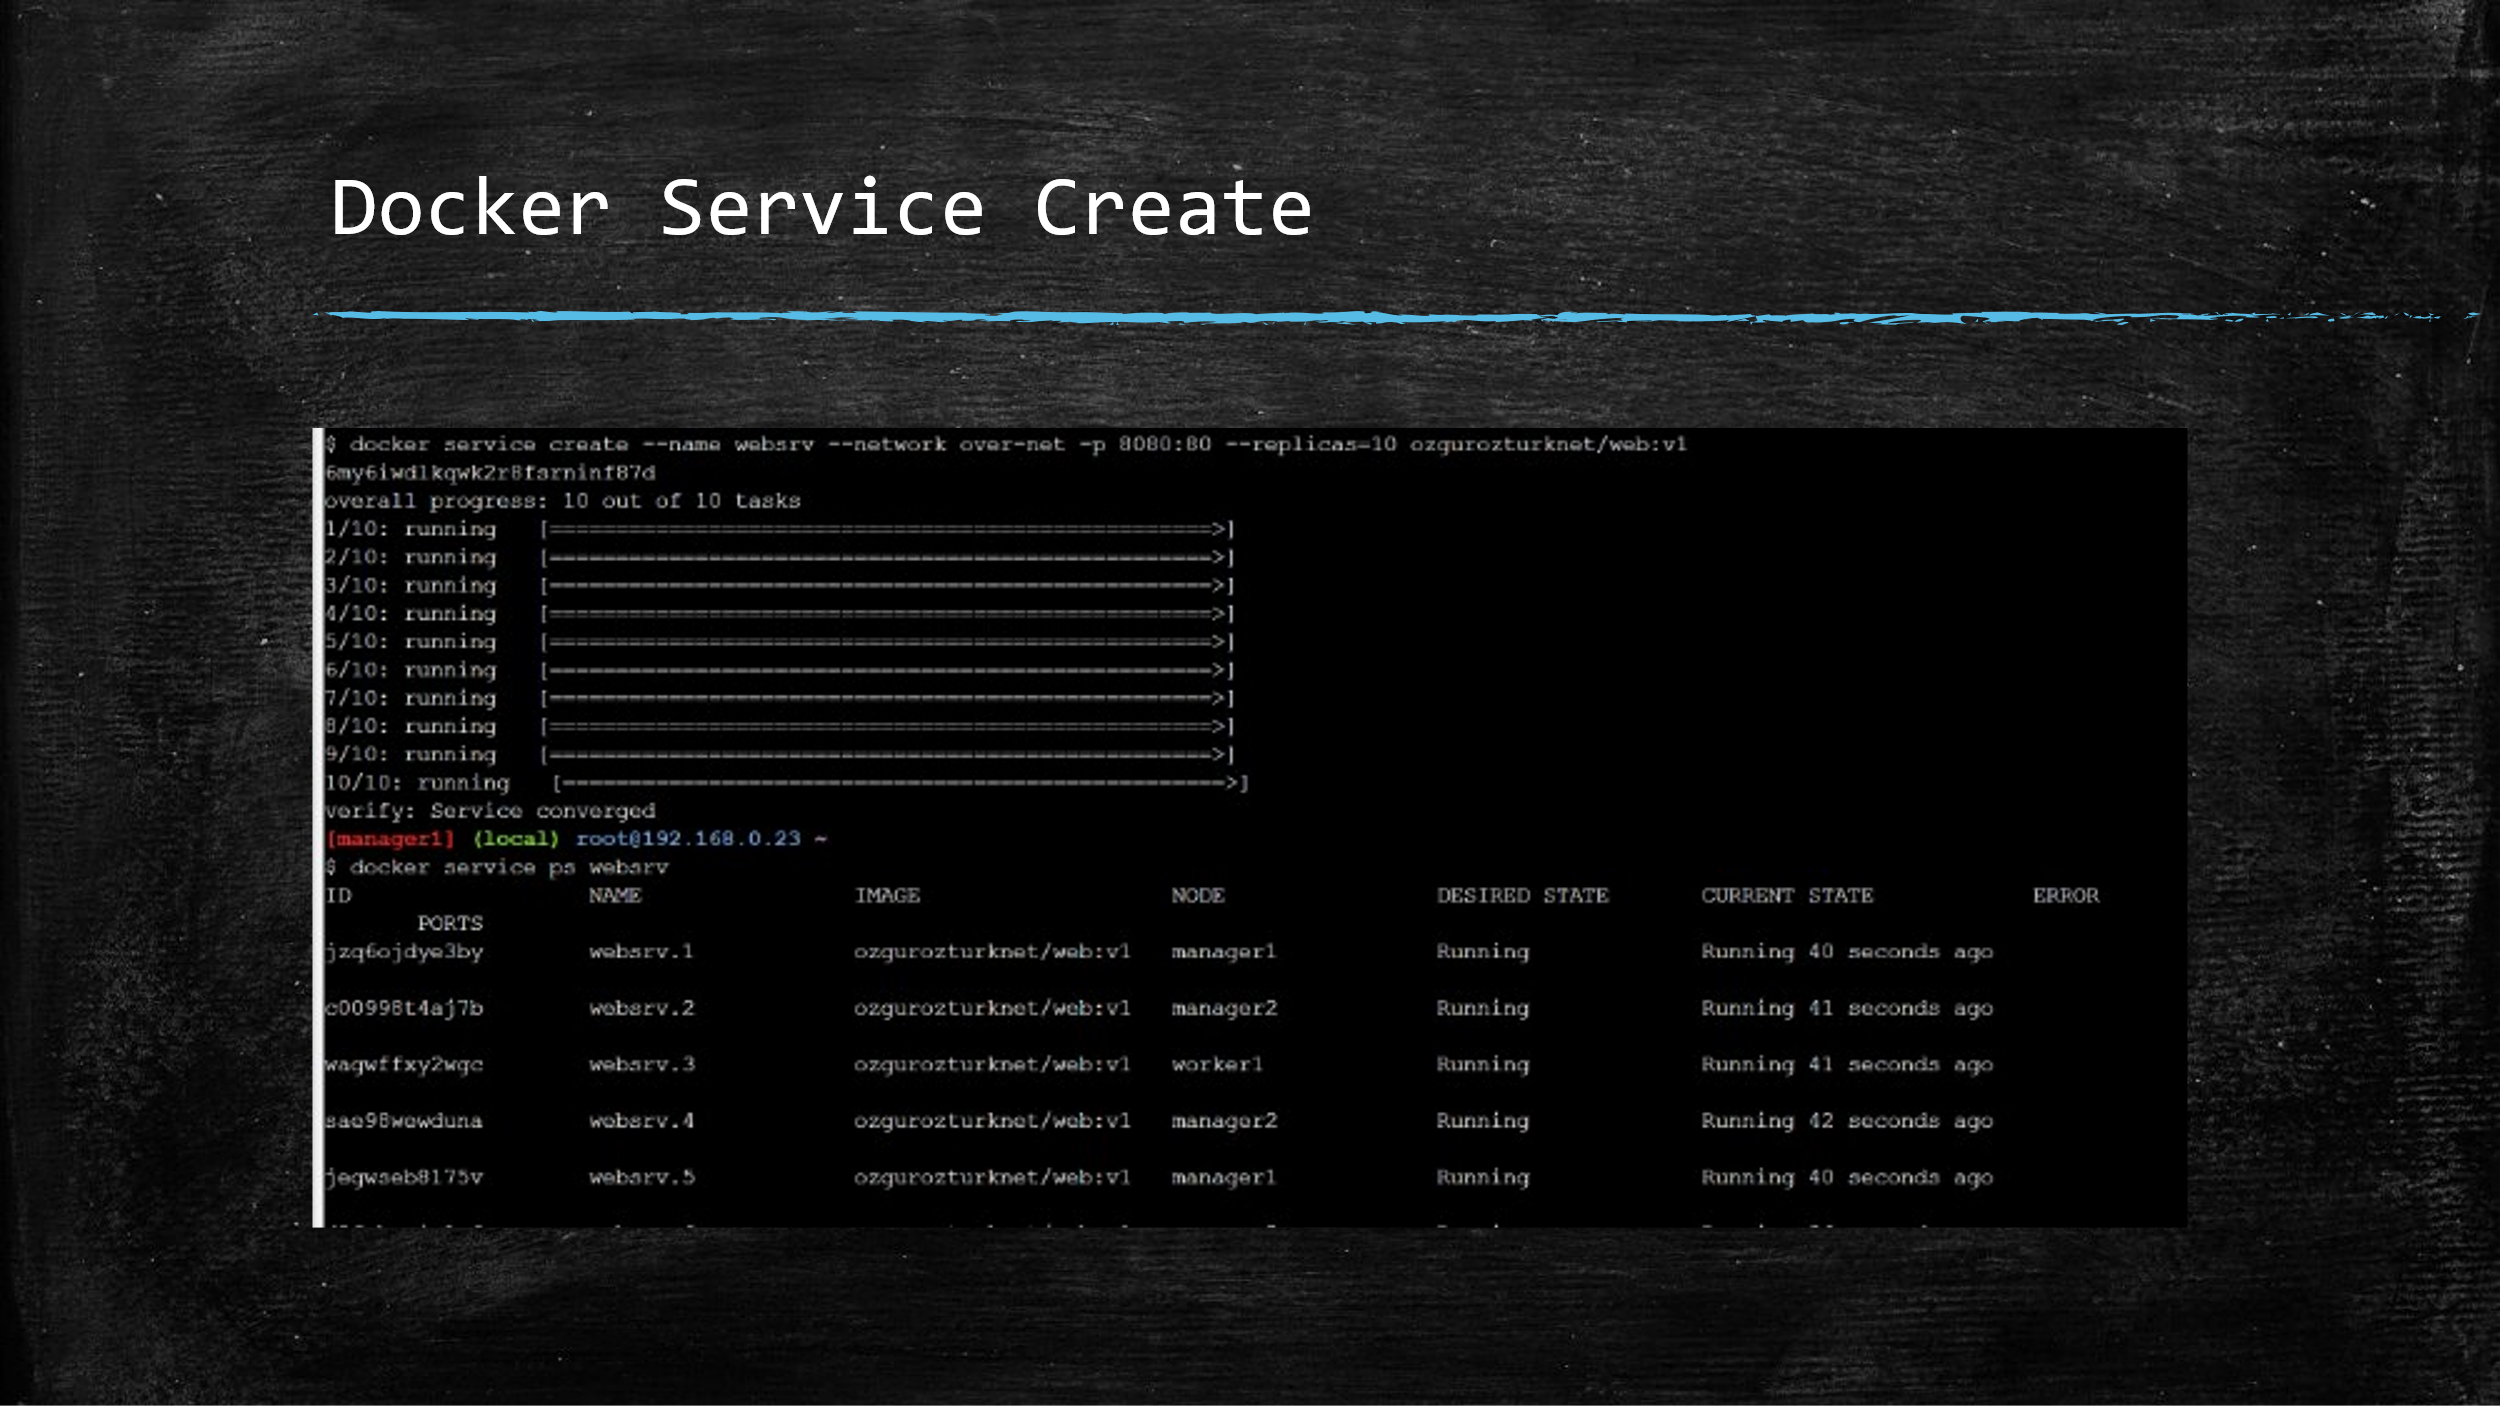 Docker Service Create
$ docker service create --name websrv --network over-net -p 8080:80 --replicas=10 ozgurozturknet/web:v1
6my6iwdlkqwk2r8fsrninf87d
overall progress: 10 out of 10 tasks
1/10: running [==================================================>]
2/10: running [==================================================>]
3/10: running [==================================================>]
4/10: running [==================================================>]
5/10: running [==================================================>]
6/10: running [==================================================>]
7/10: running [==================================================>]
8/10: running [==================================================>]
9/10: running [==================================================>]
10/10: running [==================================================>]
verify: Service converged
[manager1] (local) root@192.168.0.23 ~
$ docker service ps websrv
ID NAME IMAGE NODE DESIRED STATE CURRENT STATE ERROR
PORTS
jzq6ojdye3by websrv.1 ozgurozturknet/web:v1 manager1 Running Running 40 seconds ago
c00998t4aj7b websrv.2 ozgurozturknet/web:v1 manager2 Running Running 41 seconds ago
wagwffxy2wgc websrv.3 ozgurozturknet/web:v1 worker1 Running Running 41 seconds ago
sae98wewduna websrv.4 ozgurozturknet/web:v1 manager2 Running Running 42 seconds ago
jegwseb8175v websrv.5 ozgurozturknet/web:v1 manager1 Running Running 40 seconds ago